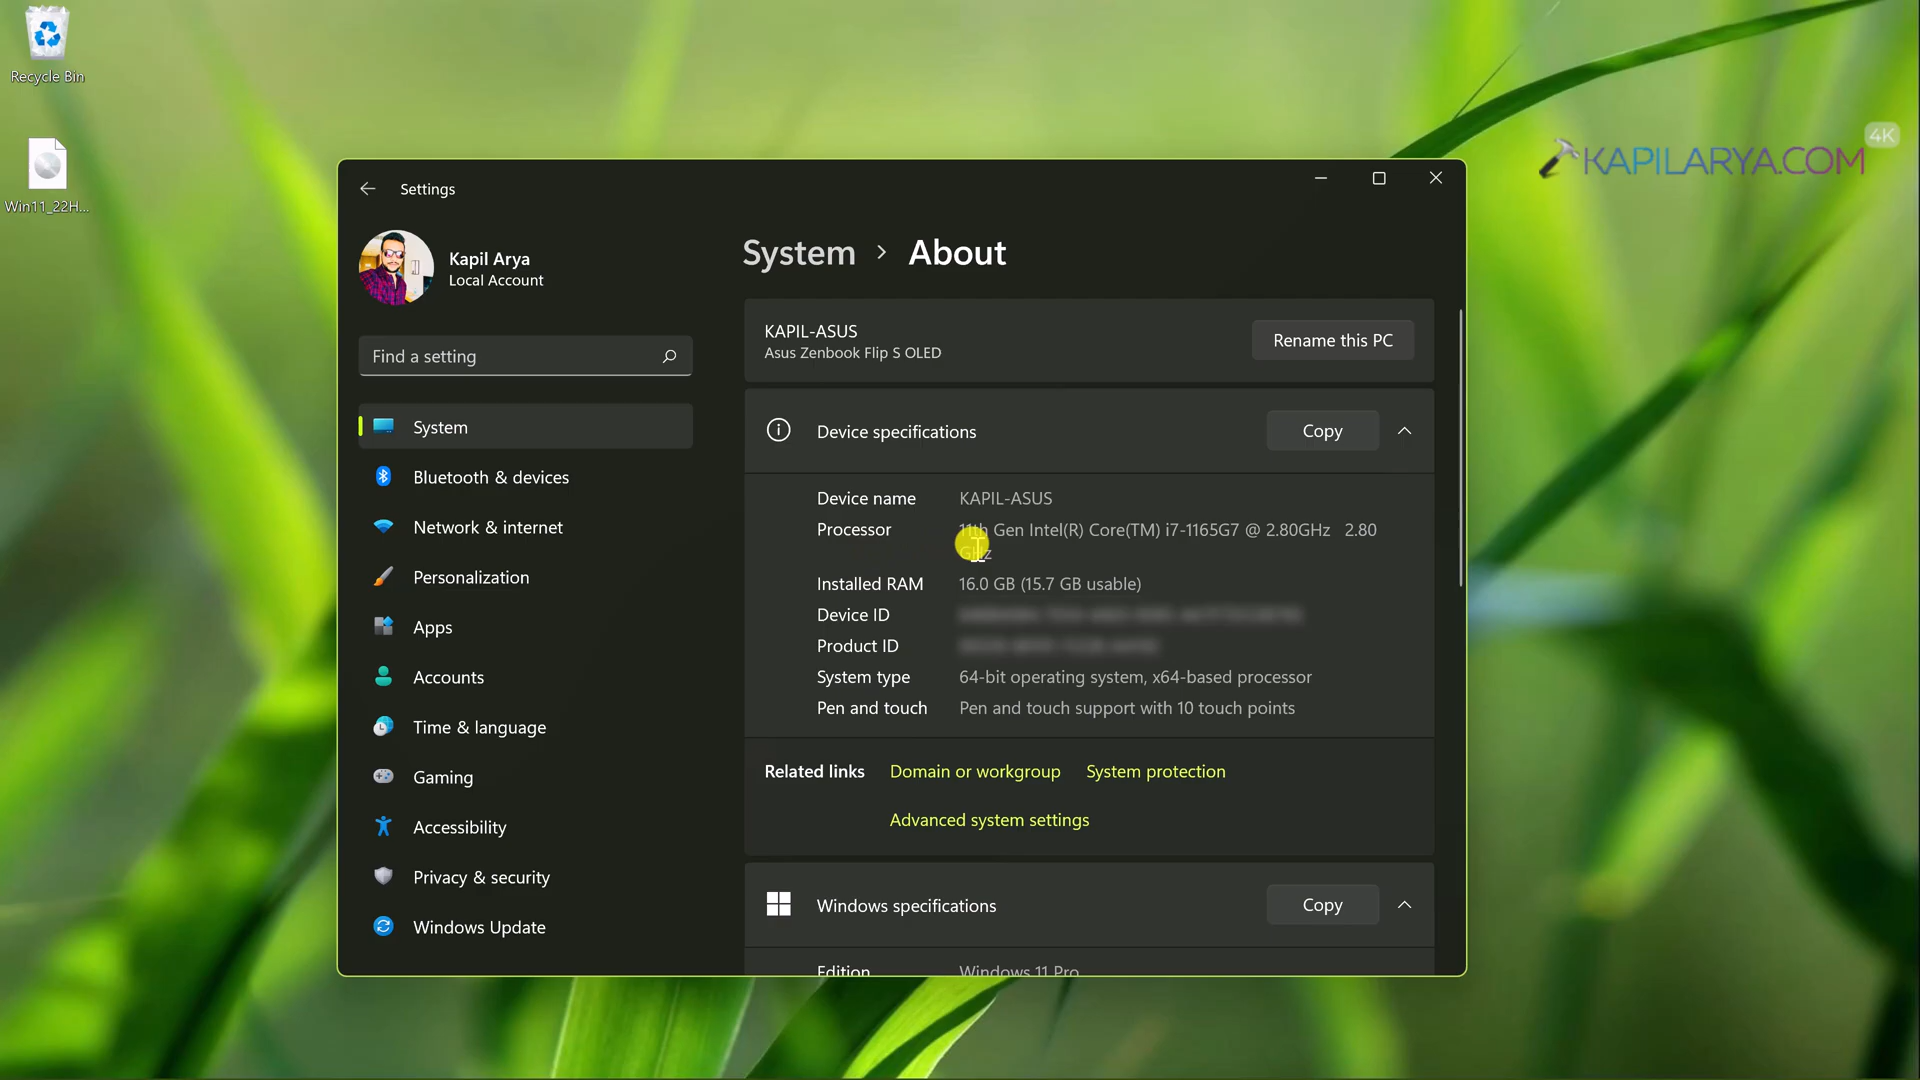 Recycle Bin
Win11_22H...
4K
KAPILARYA.COM
Settings
Kapil Arya
Local Account
Find a setting
System
Bluetooth & devices
Network & internet
Personalization
Apps
Accounts
Time & language
Gaming
Accessibility
Privacy & security
Windows Update
System > About
KAPIL-ASUS
Asus Zenbook Flip S OLED
Rename this PC
Device specifications
Copy
Device name KAPIL-ASUS
Processor 11th Gen Intel(R) Core(TM) i7-1165G7 @ 2.80GHz 2.80
GHz
Installed RAM 16.0 GB (15.7 GB usable)
Device ID
Product ID
System type 64-bit operating system, x64-based processor
Pen and touch Pen and touch support with 10 touch points
Related links Domain or workgroup System protection
Advanced system settings
Windows specifications
Copy
Edition Windows 11 Pro